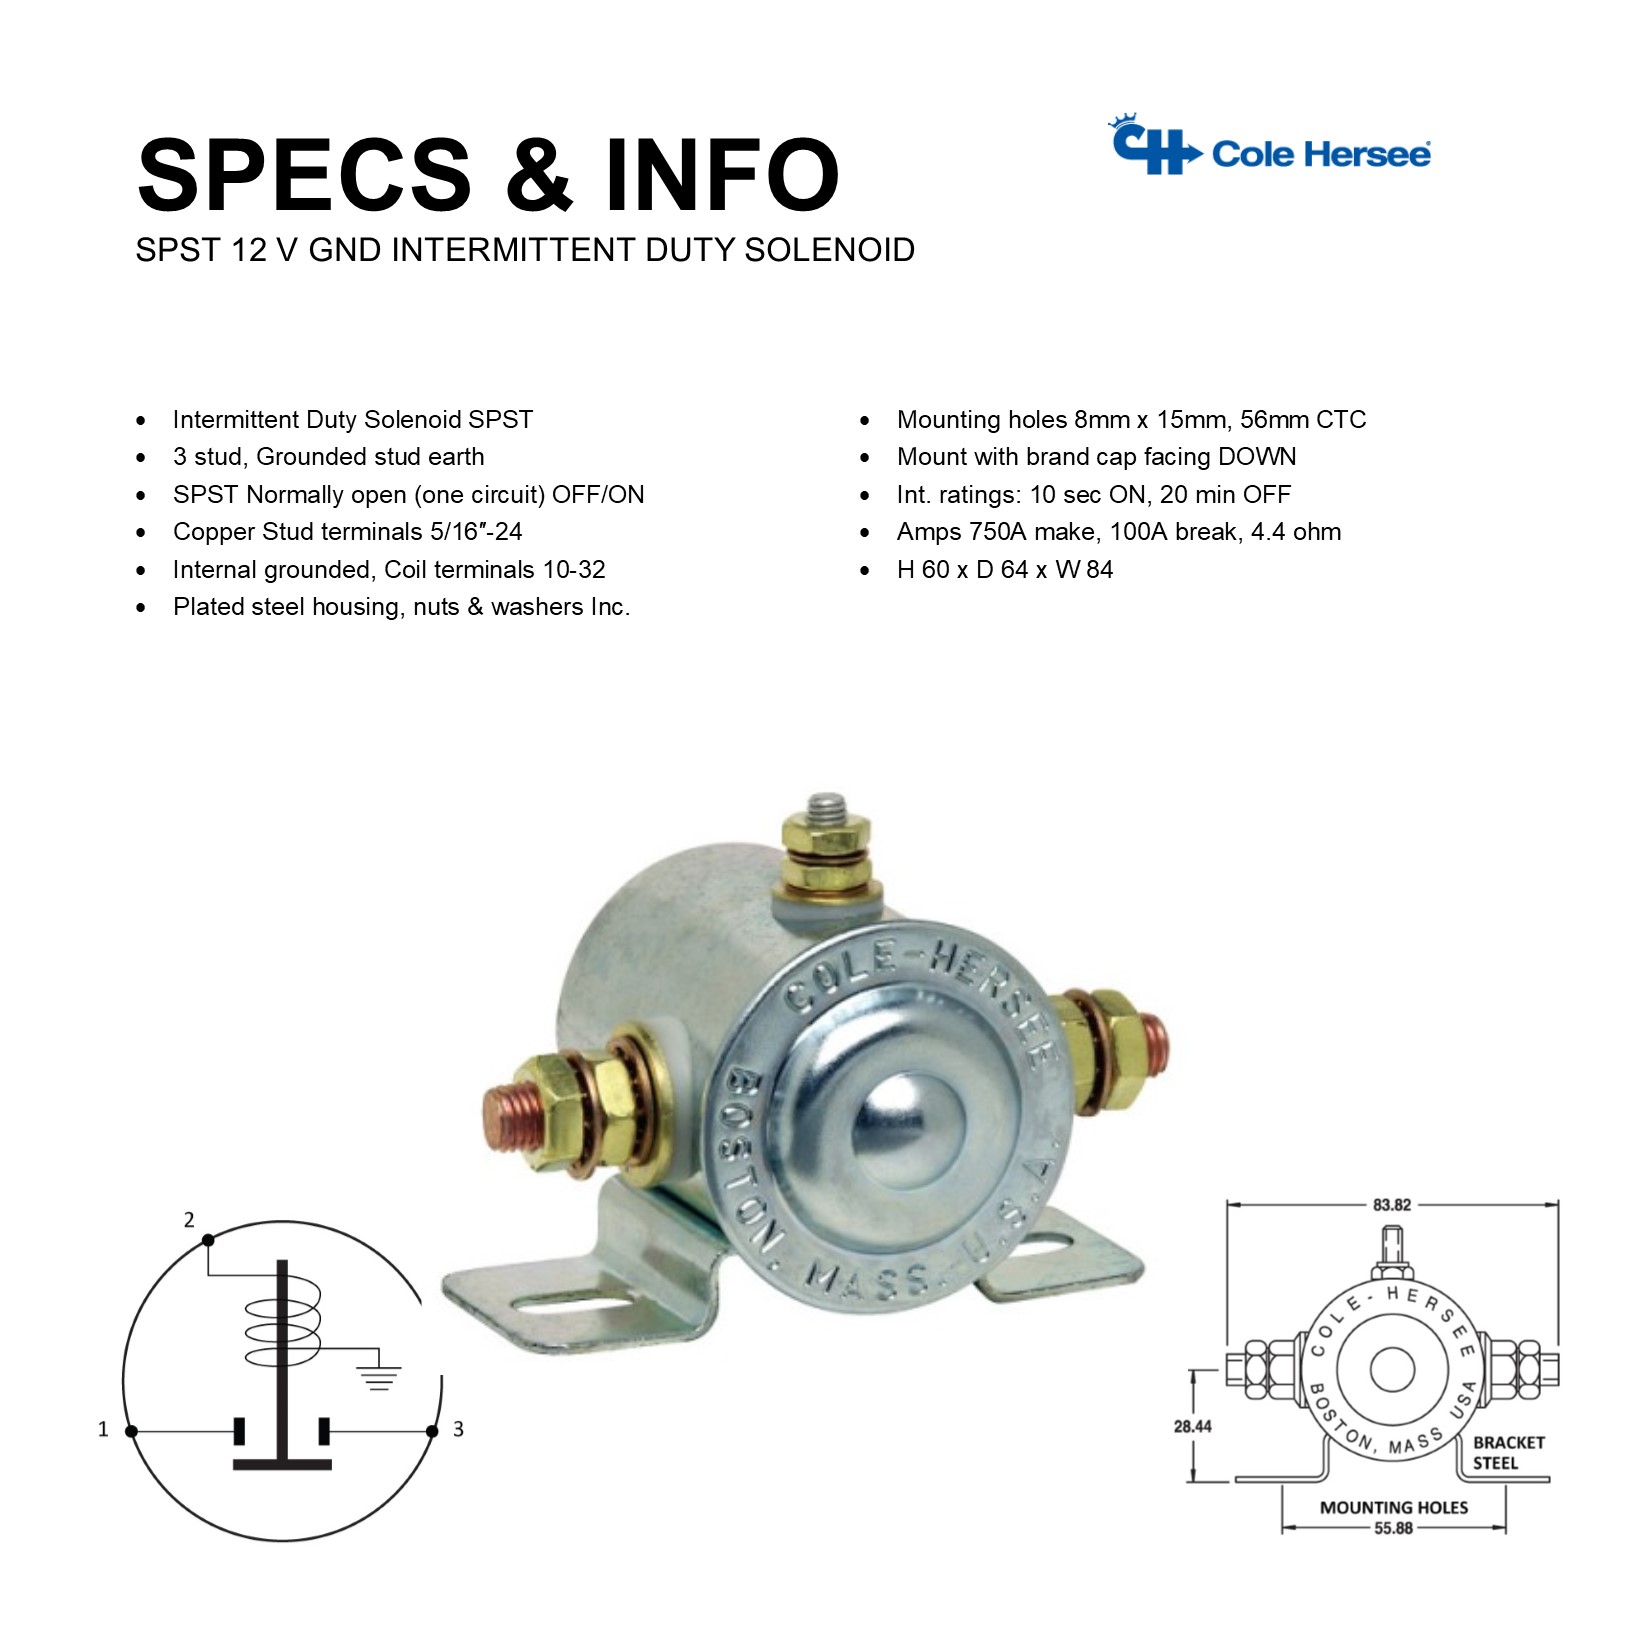 SPECS & INFO
SPST 12 V GND INTERMITTENT DUTY SOLENOID
CH Cole Hersee
• Intermittent Duty Solenoid SPST
• 3 stud, Grounded stud earth
• SPST Normally open (one circuit) OFF/ON
• Copper Stud terminals 5/16″-24
• Internal grounded, Coil terminals 10-32
• Plated steel housing, nuts & washers Inc.
• Mounting holes 8mm x 15mm, 56mm CTC
• Mount with brand cap facing DOWN
• Int. ratings: 10 sec ON, 20 min OFF
• Amps 750A make, 100A break, 4.4 ohm
• H 60 x D 64 x W 84
COLE-HERSEE
BOSTON, MASS. U.S.A.
2
1
3
83.82
COLE-HERSEE
BOSTON, MASS USA
28.44
BRACKET
STEEL
MOUNTING HOLES
55.88